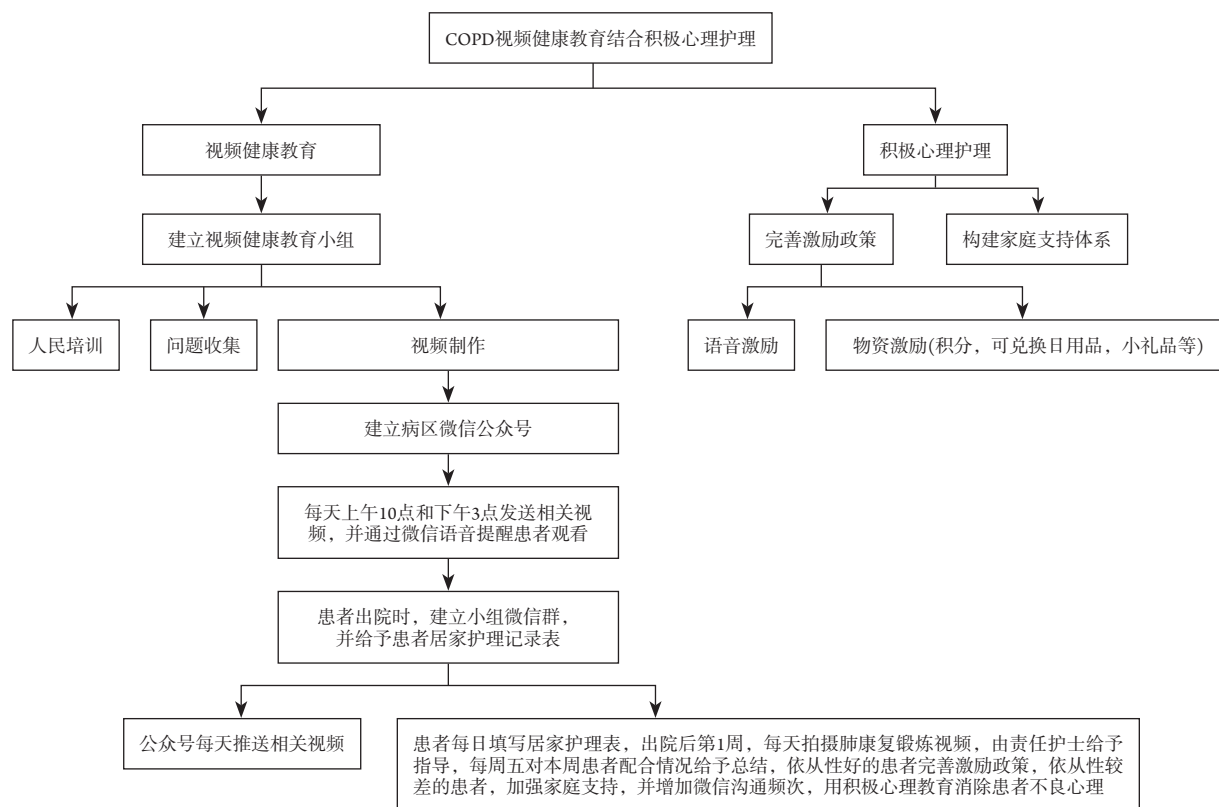 COPD视频健康教育结合积极心理护理
视频健康教育
积极心理护理
建立视频健康教育小组
完善激励政策
构建家庭支持体系
人民培训
问题收集
视频制作
语音激励
物资激励(积分，可兑换日用品，小礼品等)
建立病区微信公众号
每天上午10点和下午3点发送相关视
频，并通过微信语音提醒患者观看
患者出院时，建立小组微信群，
并给予患者居家护理记录表
公众号每天推送相关视频
患者每日填写居家护理表，出院后第1周，每天拍摄肺康复锻炼视频，由责任护士给予
指导，每周五对本周患者配合情况给予总结，依从性好的患者完善激励政策，依从性较
差的患者，加强家庭支持，并增加微信沟通频次，用积极心理教育消除患者不良心理